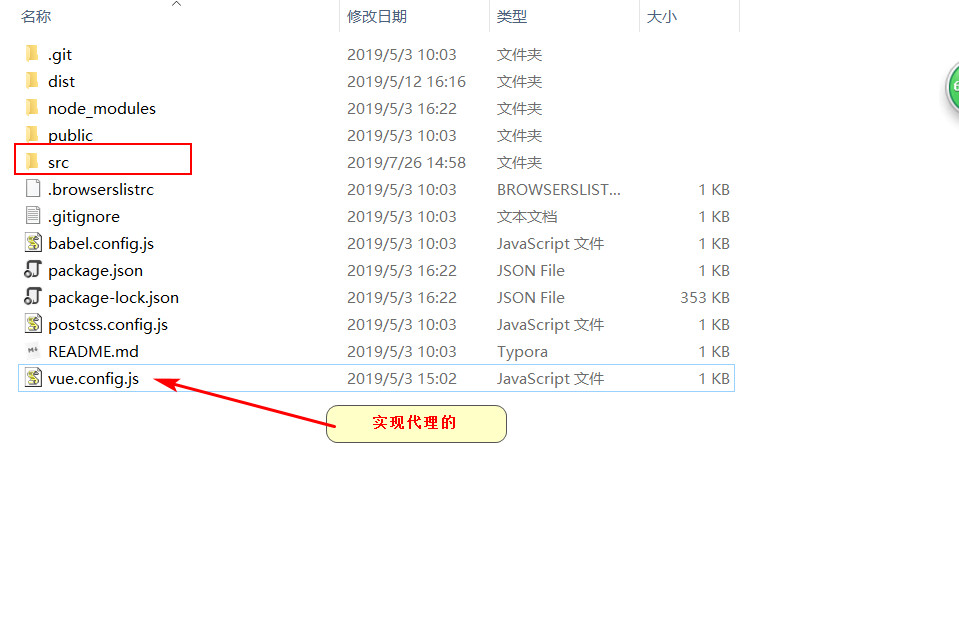 名称 修改日期 类型 大小
.git 2019/5/3 10:03 文件夹
dist 2019/5/12 16:16 文件夹
node_modules 2019/5/3 16:22 文件夹
public 2019/5/3 10:03 文件夹
src 2019/7/26 14:58 文件夹
.browserslistrc 2019/5/3 10:03 BROWSERSLIST... 1 KB
.gitignore 2019/5/3 10:03 文本文档 1 KB
babel.config.js 2019/5/3 10:03 JavaScript 文件 1 KB
package.json 2019/5/3 16:22 JSON File 1 KB
package-lock.json 2019/5/3 16:22 JSON File 353 KB
postcss.config.js 2019/5/3 10:03 JavaScript 文件 1 KB
README.md 2019/5/3 10:03 Typora 1 KB
vue.config.js 2019/5/3 15:02 JavaScript 文件 1 KB
实现代理的